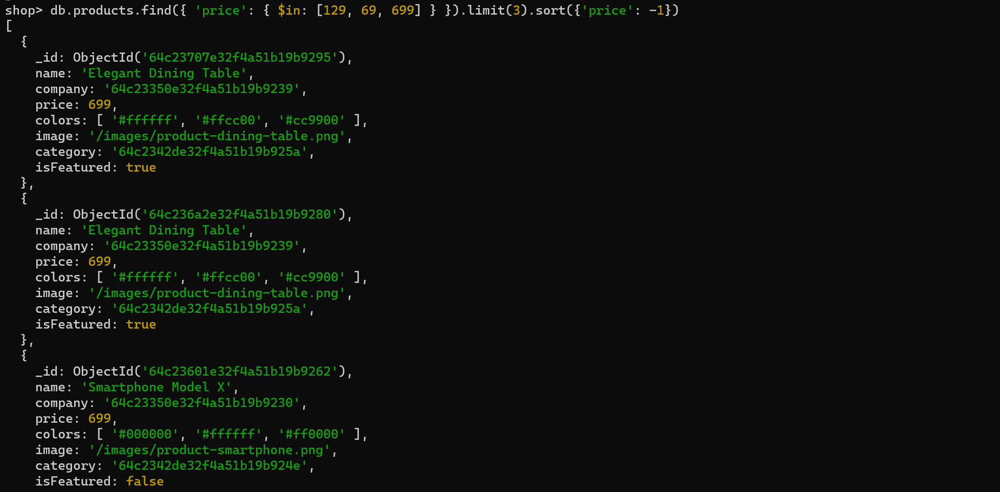 shop> db.products.find({ 'price': { $in: [129, 69, 699] } }).limit(3).sort({'price': -1})
[
  {
    _id: ObjectId('64c23707e32f4a51b19b9295'),
    name: 'Elegant Dining Table',
    company: '64c23350e32f4a51b19b9239',
    price: 699,
    colors: [ '#ffffff', '#ffcc00', '#cc9900' ],
    image: '/images/product-dining-table.png',
    category: '64c2342de32f4a51b19b925a',
    isFeatured: true
  },
  {
    _id: ObjectId('64c236a2e32f4a51b19b9280'),
    name: 'Elegant Dining Table',
    company: '64c23350e32f4a51b19b9239',
    price: 699,
    colors: [ '#ffffff', '#ffcc00', '#cc9900' ],
    image: '/images/product-dining-table.png',
    category: '64c2342de32f4a51b19b925a',
    isFeatured: true
  },
  {
    _id: ObjectId('64c23601e32f4a51b19b9262'),
    name: 'Smartphone Model X',
    company: '64c23350e32f4a51b19b9230',
    price: 699,
    colors: [ '#000000', '#ffffff', '#ff0000' ],
    image: '/images/product-smartphone.png',
    category: '64c2342de32f4a51b19b924e',
    isFeatured: false